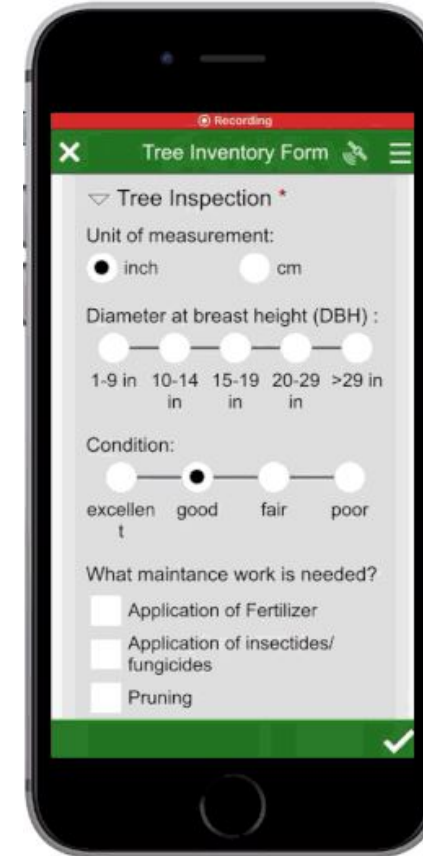 Recording
Tree Inventory Form
Tree Inspection *
Unit of measurement:
inch cm
Diameter at breast height (DBH) :
1-9 in 10-14 15-19 20-29 >29 in
in in in
Condition:
excellen good fair poor
t
What maintance work is needed?
Application of Fertilizer
Application of insectides/
fungicides
Pruning